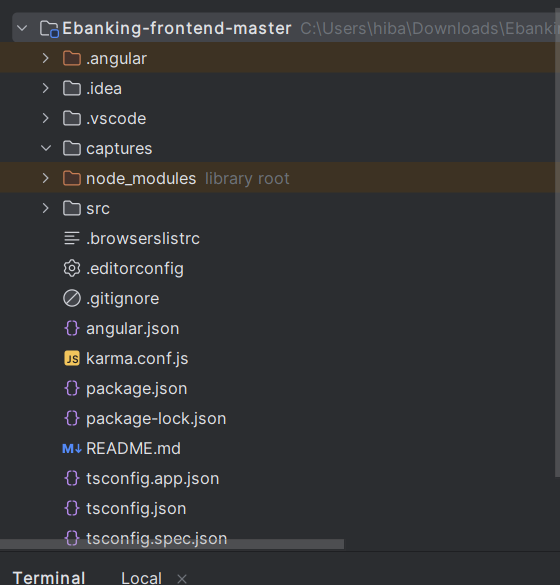 Ebanking-frontend-master C:\Users\hiba\Downloads\Ebanki
.angular
.idea
.vscode
captures
node_modules library root
src
.browserslistrc
.editorconfig
.gitignore
angular.json
JS karma.conf.js
package.json
package-lock.json
M↓ README.md
tsconfig.app.json
tsconfig.json
tsconfig.spec.json
Terminal Local